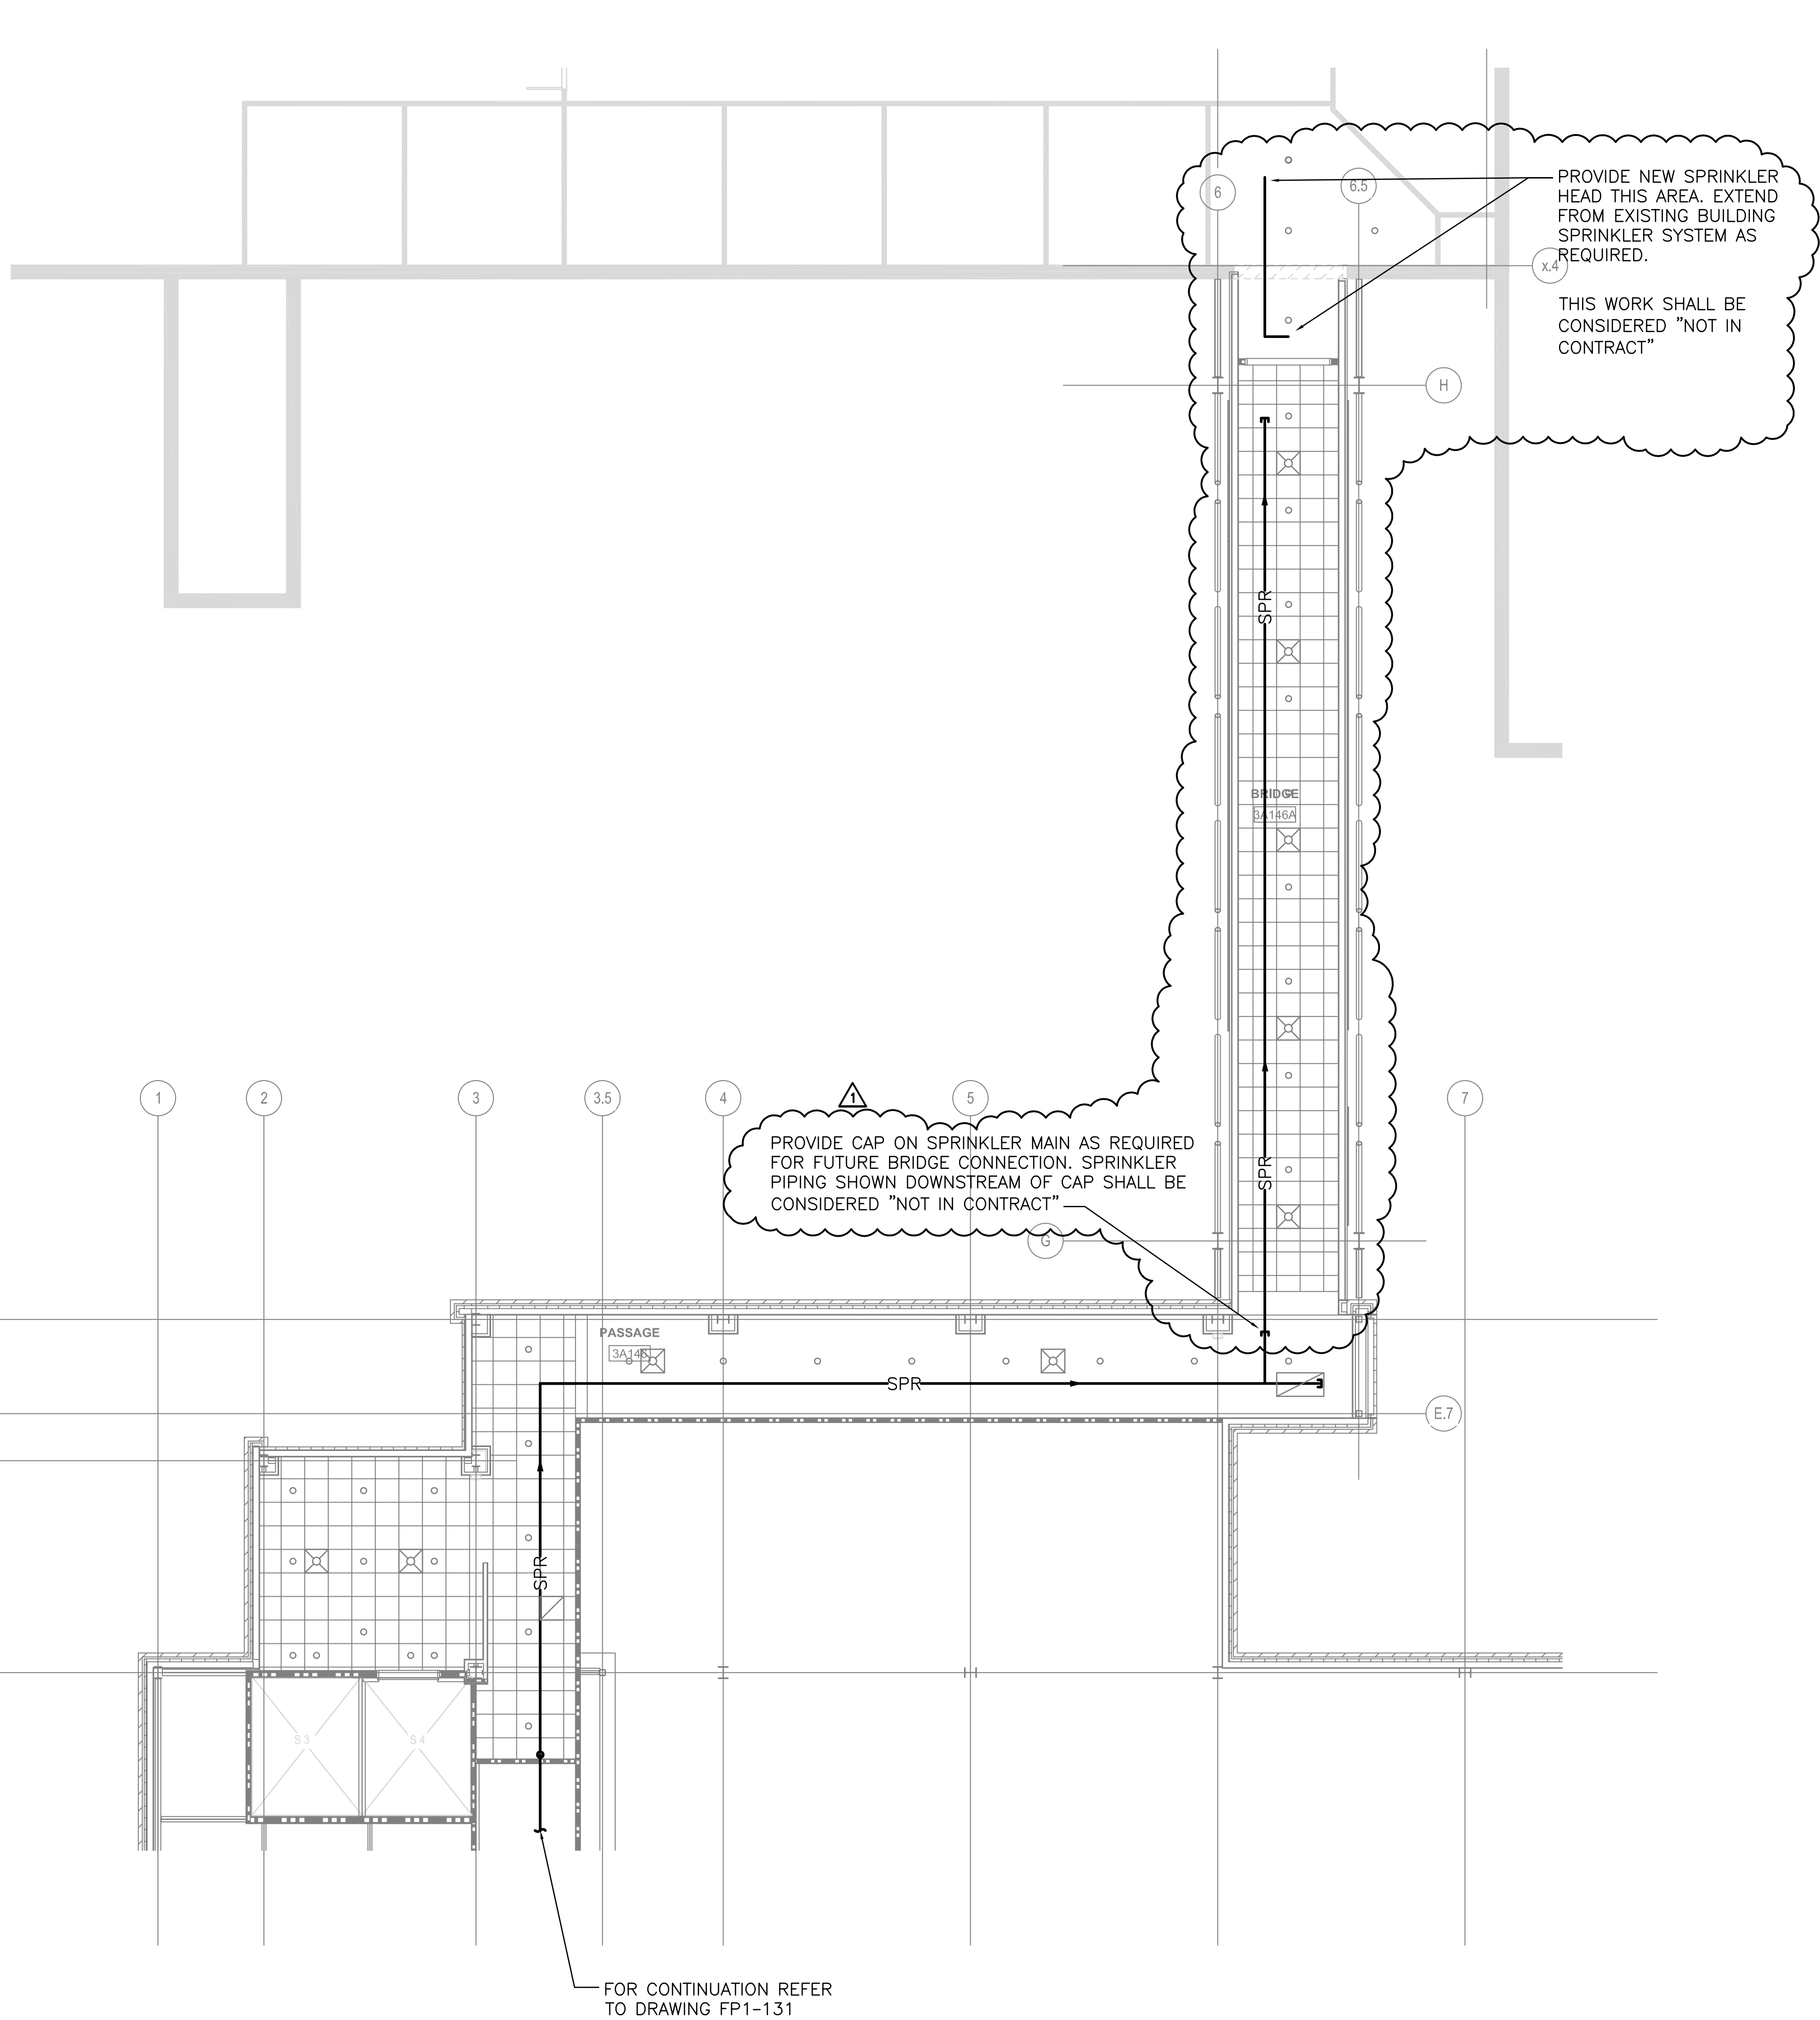 6
6.5
PROVIDE NEW SPRINKLER
HEAD THIS AREA. EXTEND
FROM EXISTING BUILDING
SPRINKLER SYSTEM AS
REQUIRED.
x.4
THIS WORK SHALL BE
CONSIDERED "NOT IN
CONTRACT"
H
SPR
BRIDGE
3A146A
1
2
3
3.5
4
1
5
7
PROVIDE CAP ON SPRINKLER MAIN AS REQUIRED
FOR FUTURE BRIDGE CONNECTION. SPRINKLER
PIPING SHOWN DOWNSTREAM OF CAP SHALL BE
CONSIDERED "NOT IN CONTRACT"
SPR
G
PASSAGE
SPR
E.7
SPR
S 3
S 4
FOR CONTINUATION REFER
TO DRAWING FP1-131